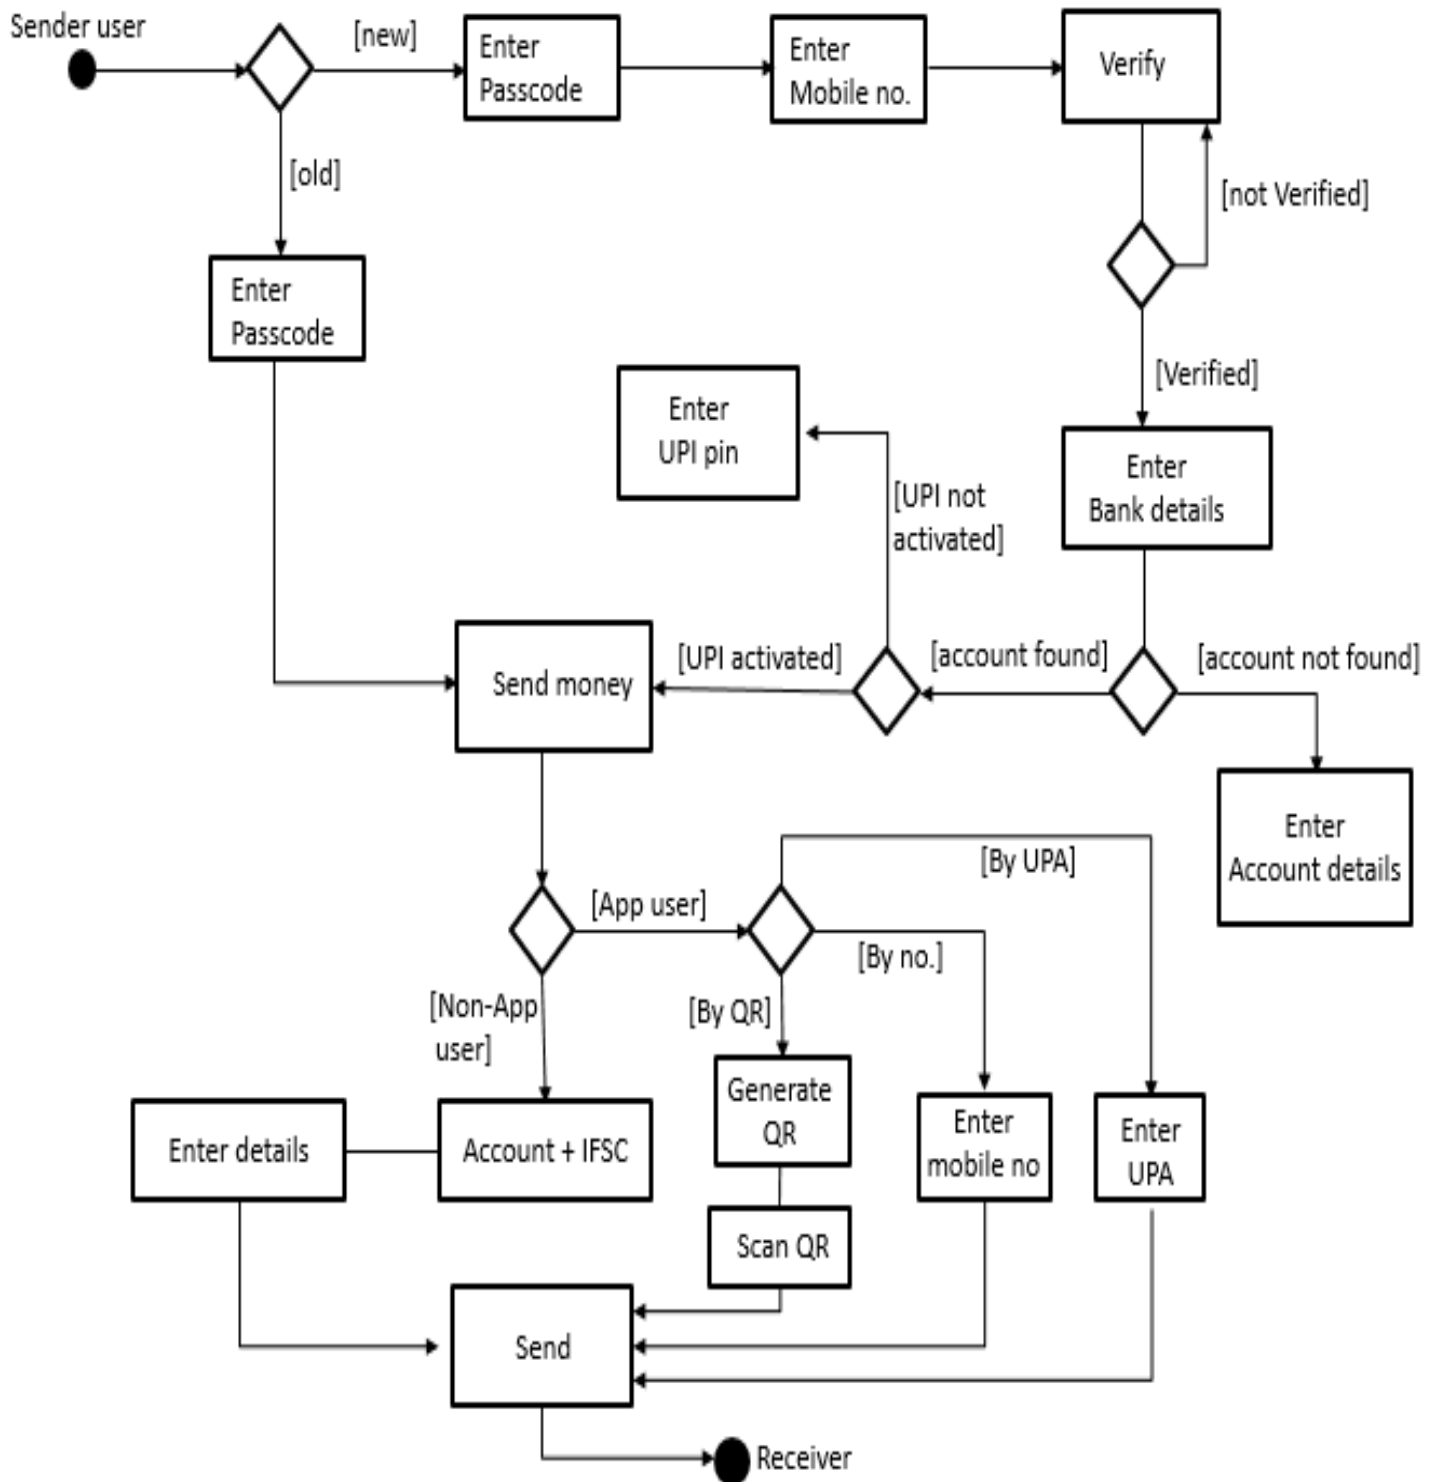 Sender user
[new]
Enter
Passcode
Enter
Mobile no.
Verify
[old]
[not Verified]
Enter
Passcode
[Verified]
Enter
UPI pin
Enter
Bank details
[UPI not
activated]
Send money
[UPI activated]
[account found]
[account not found]
Enter
Account details
[App user]
[By UPA]
[By no.]
[Non-App
user]
[By QR]
Generate
QR
Enter
mobile no
Enter
UPA
Enter details
Account + IFSC
Scan QR
Send
Receiver